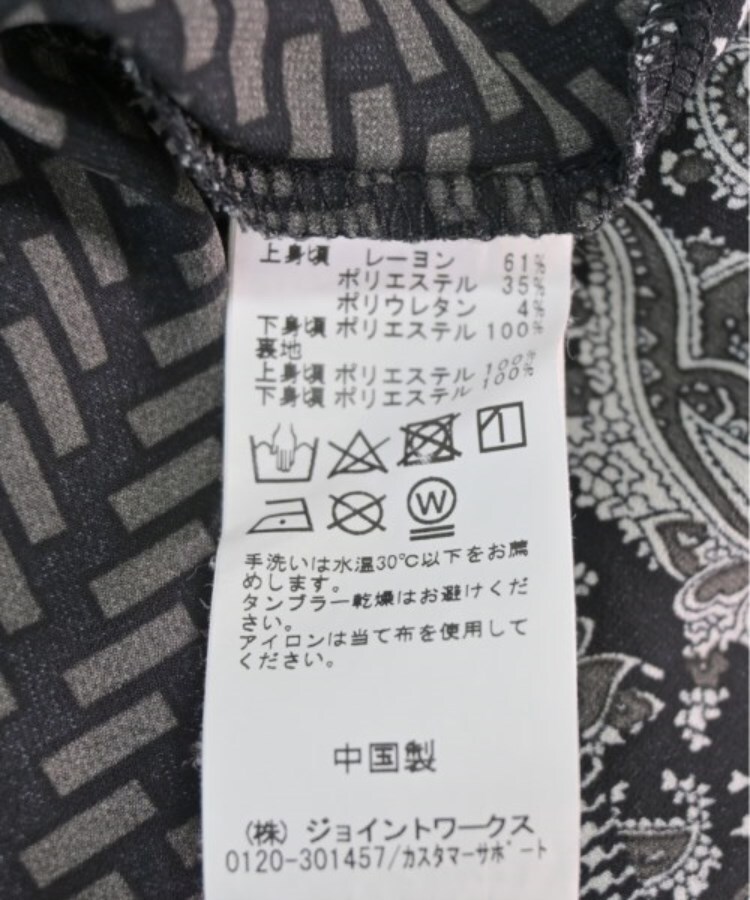 上身頃 レーヨン 61%
ポリエステル 35%
ポリウレタン 4%
下身頃 ポリエステル 100%
裏地
上身頃 ポリエステル 100%
下身頃 ポリエステル 100%
W
手洗いは水温30℃以下をお薦
めします。
タンブラー乾燥はお避けくだ
さい。
アイロンは当て布を使用して
ください。
中国製
(株) ジョイントワークス
0120-301457/カスタマーサポート